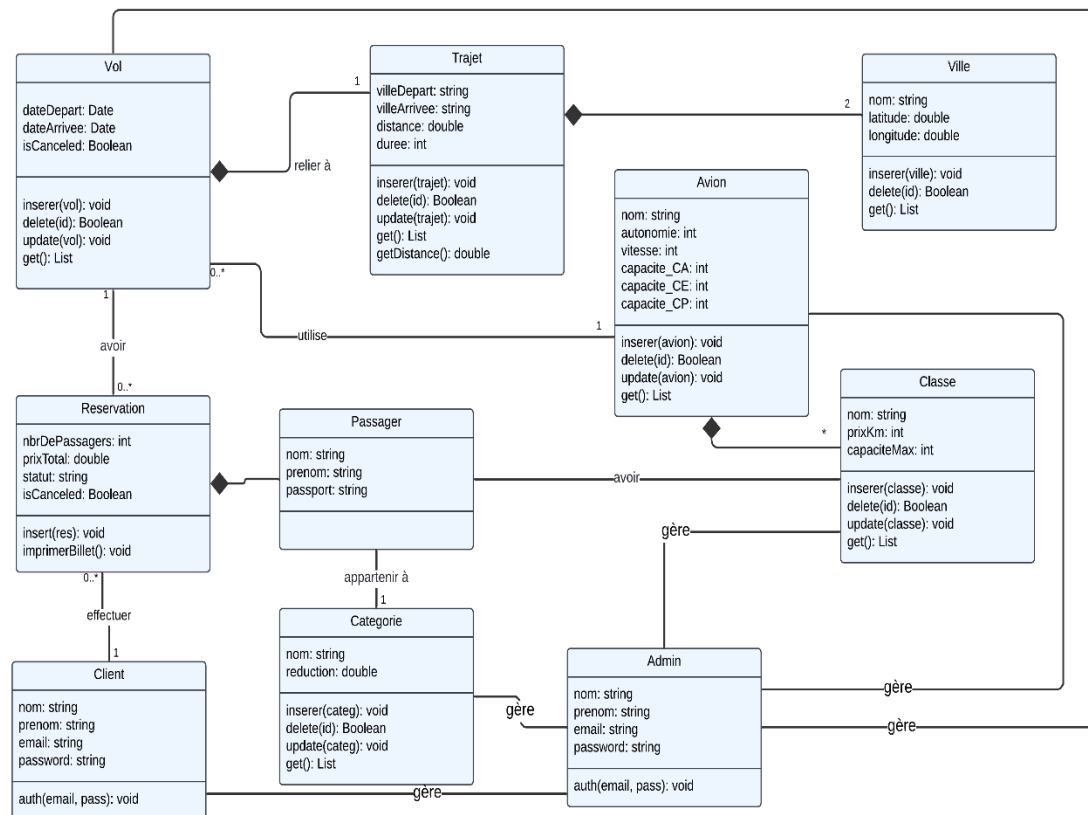 Vol
dateDepart: Date
dateArrivee: Date
isCanceled: Boolean
inserer(vol): void
delete(id): Boolean
update(vol): void
get(): List
1
relier à
Trajet
villeDepart: string
villeArrivee: string
distance: double
duree: int
inserer(trajet): void
delete(id): Boolean
update(trajet): void
get(): List
getDistance(): double
2
Ville
nom: string
latitude: double
longitude: double
inserer(ville): void
delete(id): Boolean
get(): List
Avion
nom: string
autonomie: int
vitesse: int
capacite_CA: int
capacite_CE: int
capacite_CP: int
inserer(avion): void
delete(id): Boolean
update(avion): void
get(): List
0..*
utilise
1
1
avoir
0..*
Reservation
nbrDePassagers: int
prixTotal: double
statut: string
isCanceled: Boolean
insert(res): void
imprimerBillet(): void
Passager
nom: string
prenom: string
passport: string
avoir
*
Classe
nom: string
prixKm: int
capaciteMax: int
inserer(classe): void
delete(id): Boolean
update(classe): void
get(): List
gère
0..*
effectuer
1
appartenir à
1
Client
nom: string
prenom: string
email: string
password: string
auth(email, pass): void
Categorie
nom: string
reduction: double
inserer(categ): void
delete(id): Boolean
update(categ): void
get(): List
gère
Admin
nom: string
prenom: string
email: string
password: string
auth(email, pass): void
gère
gère
gère